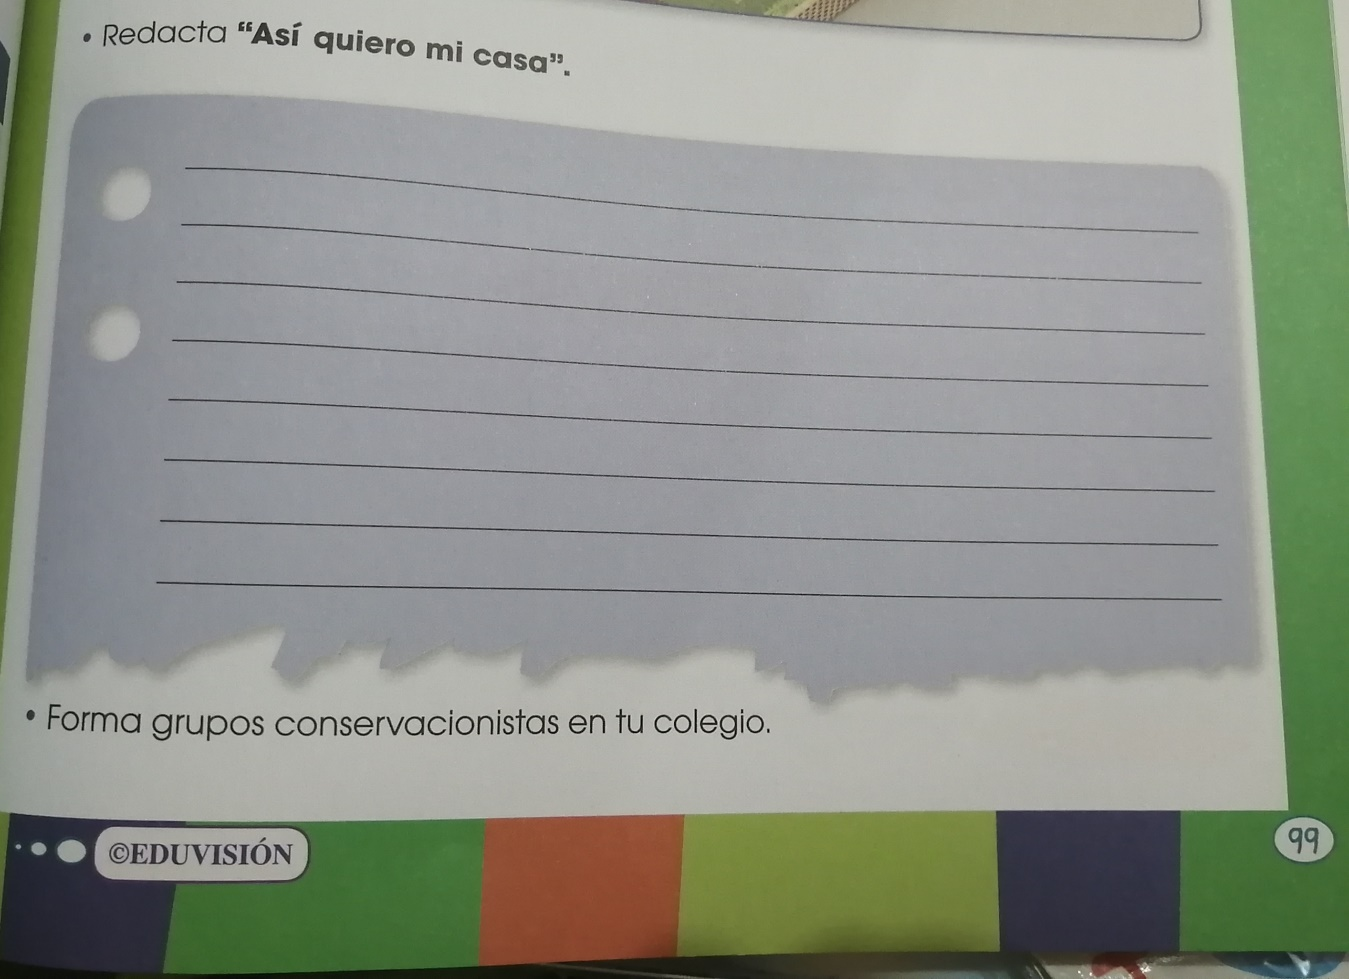 • Redacta “Así quiero mi casa”.
• Forma grupos conservacionistas en tu colegio.
©EDUVISIÓN
99